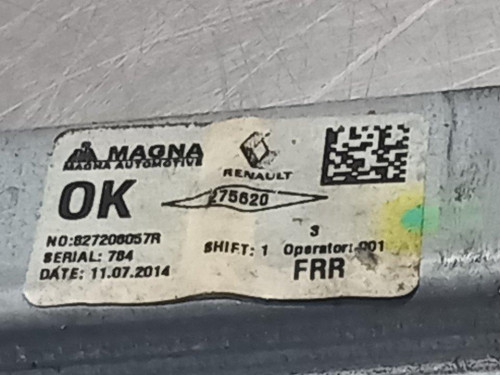 MAGNA
MAGNA AUTOMOTIVE
RENAULT
OK
275620
3
NO:827206057R
SHIFT: 1 Operator:-001
SERIAL: 784
DATE: 11.07.2014
FRR